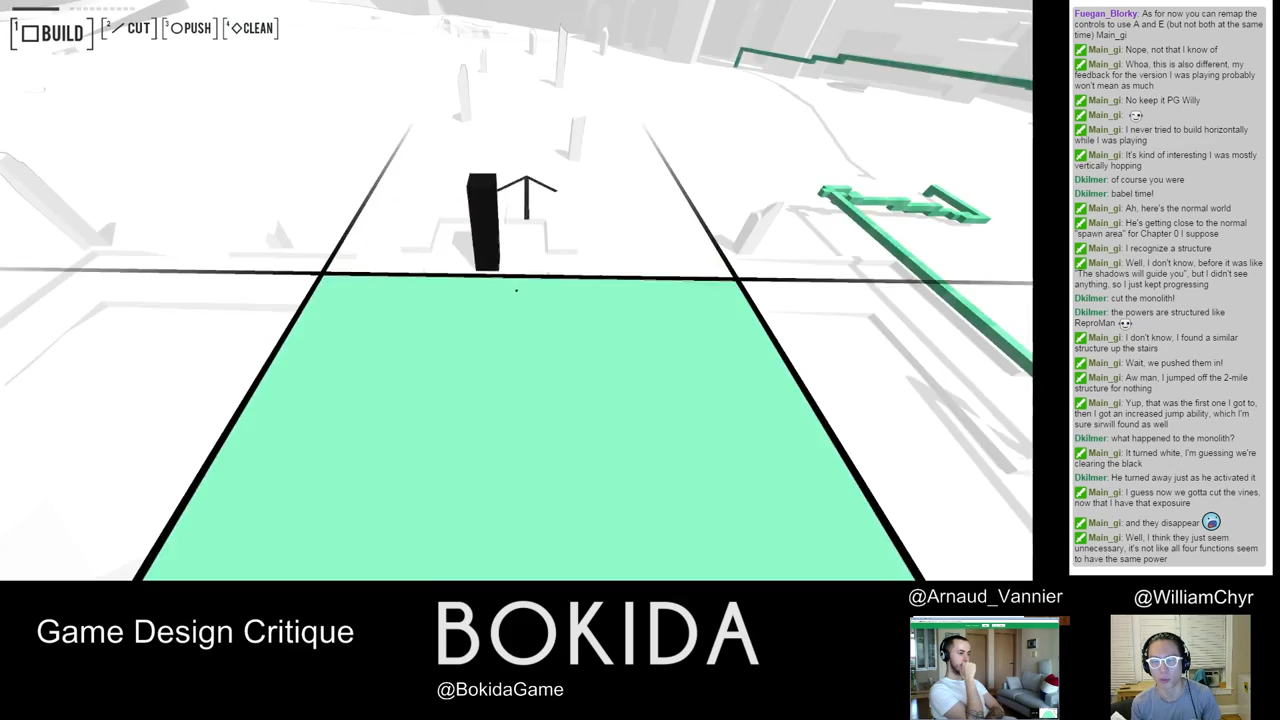 [1 BUILD] [2 CUT] [3 PUSH] [4 CLEAN]
Fuegan_Blorky: As for now you can remap the
controls to use A and E (but not both at the same
time) Main_gi
Main_gi: Nope, not that I know of
Main_gi: Whoa, this is also different, my
feedback for the version I was playing probably
won't mean as much
Main_gi: No keep it PG Willy
Main_gi:
Main_gi: I never tried to build horizontally
while I was playing
Main_gi: It's kind of interesting I was mostly
vertically hopping
Dkilmer: of course you were
Dkilmer: babel time!
Main_gi: Ah, here's the normal world
Main_gi: He's getting close to the normal
"spawn area" for Chapter 0 I suppose
Main_gi: I recognize a structure
Main_gi: Well, I don't know, before it was like
"The shadows will guide you", but I didn't see
anything, so I just kept progressing
Dkilmer: cut the monolith!
Dkilmer: the powers are structured like
ReproMan
Main_gi: I don't know, I found a similar
structure up the stairs
Main_gi: Wait, we pushed them in!
Main_gi: Aw man, I jumped off the 2-mile
structure for nothing
Main_gi: Yup, that was the first one I got to,
then I got an increased jump ability, which I'm
sure sirwill found as well
Dkilmer: what happened to the monolith?
Main_gi: It turned white, I'm guessing we're
clearing the black
Dkilmer: He turned away just as he activated it
Main_gi: I guess now we gotta cut the vines,
now that I have that exposuire
Main_gi: and they disappear
Main_gi: Well, I think they just seem
unnecessary, it's not like all four functions seem
to have the same power
Game Design Critique
BOKIDA
@BokidaGame
@Arnaud_Vannier
@WilliamChyr